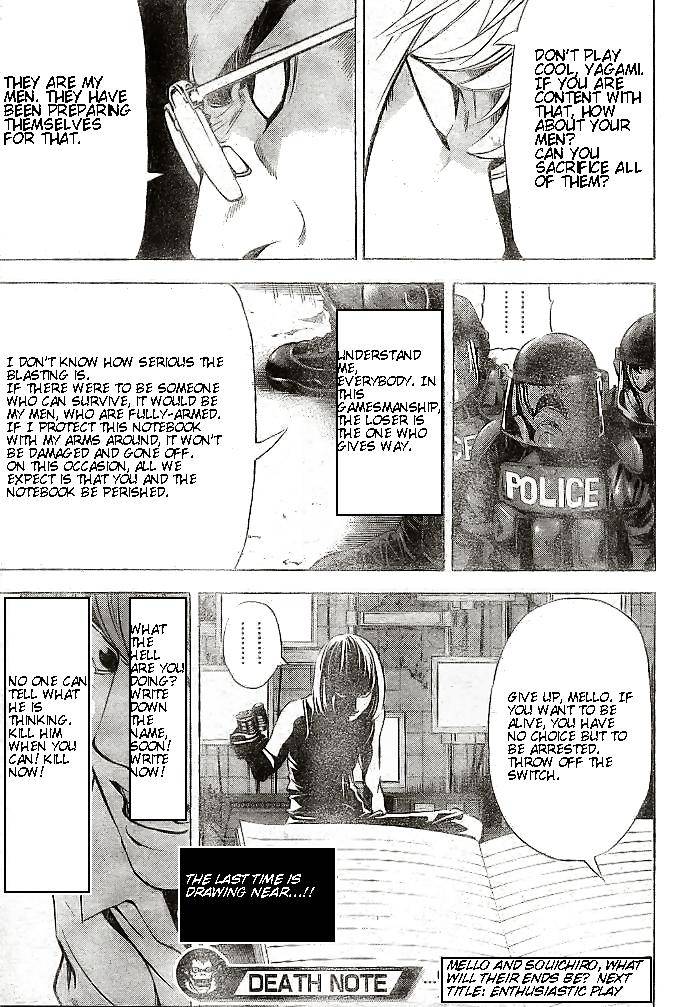 DON'T PLAY
COOL, YAGAMI.
IF YOU ARE
CONTENT WITH
THAT, HOW
ABOUT YOUR
MEN?
CAN YOU
SACRIFICE ALL
OF THEM?
THEY ARE MY
MEN. THEY HAVE
BEEN PREPARING
THEMSELVES
FOR THAT.
POLICE
UNDERSTAND
ME,
EVERYBODY. IN
THIS
GAMESMANSHIP,
THE LOSER IS
THE ONE WHO
GIVES WAY.
I DON'T KNOW HOW SERIOUS THE
BLASTING IS.
IF THERE WERE TO BE SOMEONE
WHO CAN SURVIVE, IT WOULD BE
MY MEN, WHO ARE FULLY-ARMED.
IF I PROTECT THIS NOTEBOOK
WITH MY ARMS AROUND, IT WON'T
BE DAMAGED AND GONE OFF.
ON THIS OCCASION, ALL WE
EXPECT IS THAT YOU AND THE
NOTEBOOK BE PERISHED.
GIVE UP, MELLO. IF
YOU WANT TO BE
ALIVE, YOU HAVE
NO CHOICE BUT TO
BE ARRESTED.
THROW OFF THE
SWITCH.
WHAT
THE
HELL
ARE YOU
DOING?
WRITE
DOWN
THE
NAME,
SOON!
WRITE
NOW!
NO ONE CAN
TELL WHAT
HE IS
THINKING.
KILL HIM
WHEN YOU
CAN! KILL
NOW!
THE LAST TIME IS
DRAWING NEAR...!!
DEATH NOTE
MELLO AND SOUICHIRO, WHAT
WILL THEIR ENDS BE? NEXT
TITLE: ENTHUSIASTIC PLAY